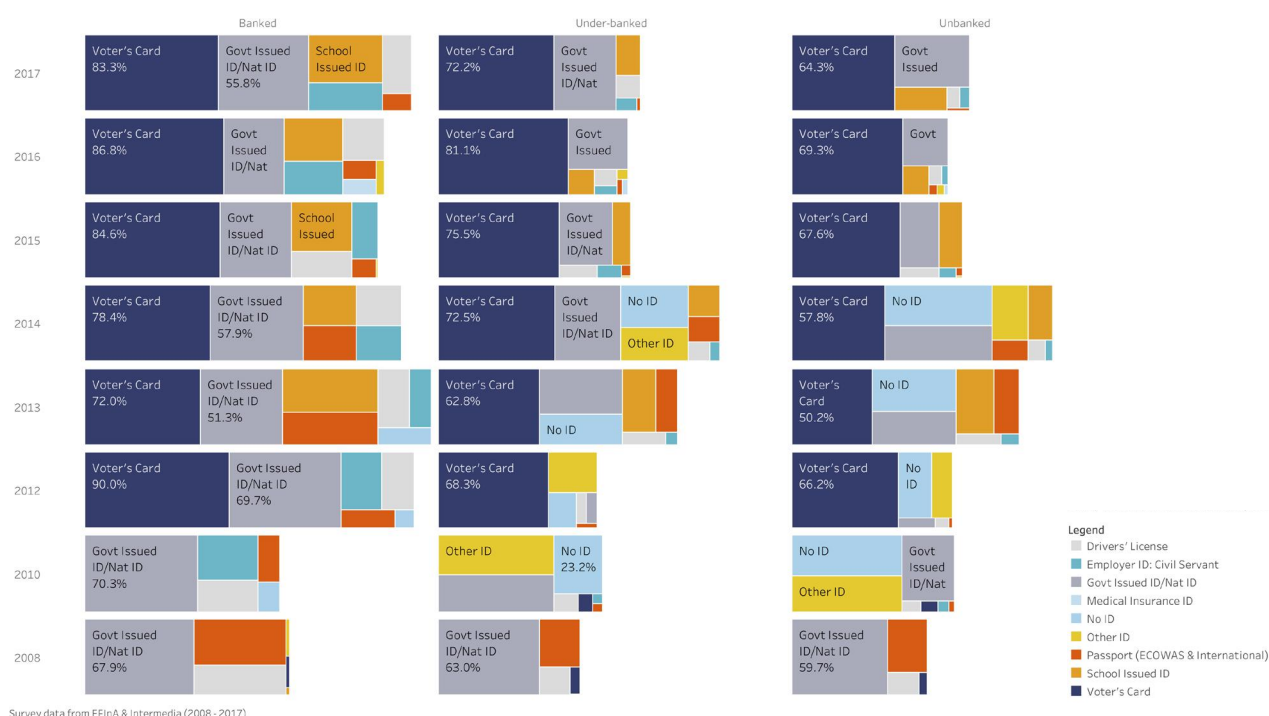 Banked
Under-banked
Unbanked
2017
Voter's Card
83.3%
Govt Issued
ID/Nat ID
55.8%
School
Issued ID
Voter's Card
72.2%
Govt
Issued
ID/Nat
Voter's Card
64.3%
Govt
Issued
2016
Voter's Card
86.8%
Govt
Issued
ID/Nat
Voter's Card
81.1%
Govt
Issued
Voter's Card
69.3%
Govt
2015
Voter's Card
84.6%
Govt
Issued
ID/Nat ID
School
Issued
Voter's Card
75.5%
Govt
Issued
ID/Nat
Voter's Card
67.6%
2014
Voter's Card
78.4%
Govt Issued
ID/Nat ID
57.9%
Voter's Card
72.5%
Govt
Issued
ID/Nat ID
No ID
Other ID
Voter's Card
57.8%
No ID
2013
Voter's Card
72.0%
Govt Issued
ID/Nat ID
51.3%
Voter's Card
62.8%
No ID
Voter's
Card
50.2%
No ID
2012
Voter's Card
90.0%
Govt Issued
ID/Nat ID
69.7%
Voter's Card
68.3%
Voter's Card
66.2%
No
ID
2010
Govt Issued
ID/Nat ID
70.3%
Other ID
No ID
23.2%
No ID
Other ID
Govt
Issued
ID/Nat
2008
Govt Issued
ID/Nat ID
67.9%
Govt Issued
ID/Nat ID
63.0%
Govt Issued
ID/Nat ID
59.7%
Legend
Drivers' License
Employer ID: Civil Servant
Govt Issued ID/Nat ID
Medical Insurance ID
No ID
Other ID
Passport (ECOWAS & International)
School Issued ID
Voter's Card
Survey data from EFInA & Intermedia (2008 - 2017)